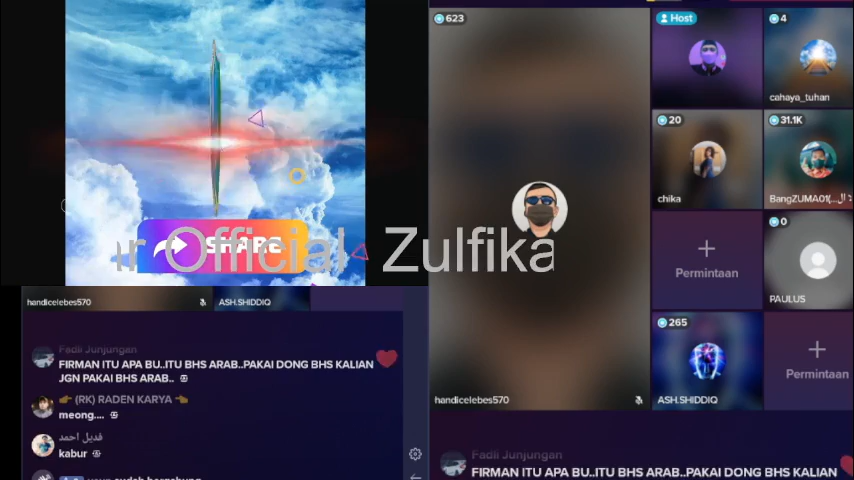 SHARE
ar Official Zulfika
handicelebes570
ASH.SHIDDIQ
Fadii Junjungan
FIRMAN ITU APA BU..ITU BHS ARAB..PAKAI DONG BHS KALIAN
JGN PAKAI BHS ARAB..
(RK) RADEN KARYA
meong....
فديل احمد
kabur
623
Host
4
cahaya_tuhan
20
31.1K
chika
Permintaan
0
PAULUS
265
Permintaan
handicelebes570
ASH.SHIDDIQ
Fadii Junjungan
FIRMAN ITU APA BU..ITU BHS ARAB..PAKAI DONG BHS KALIAN